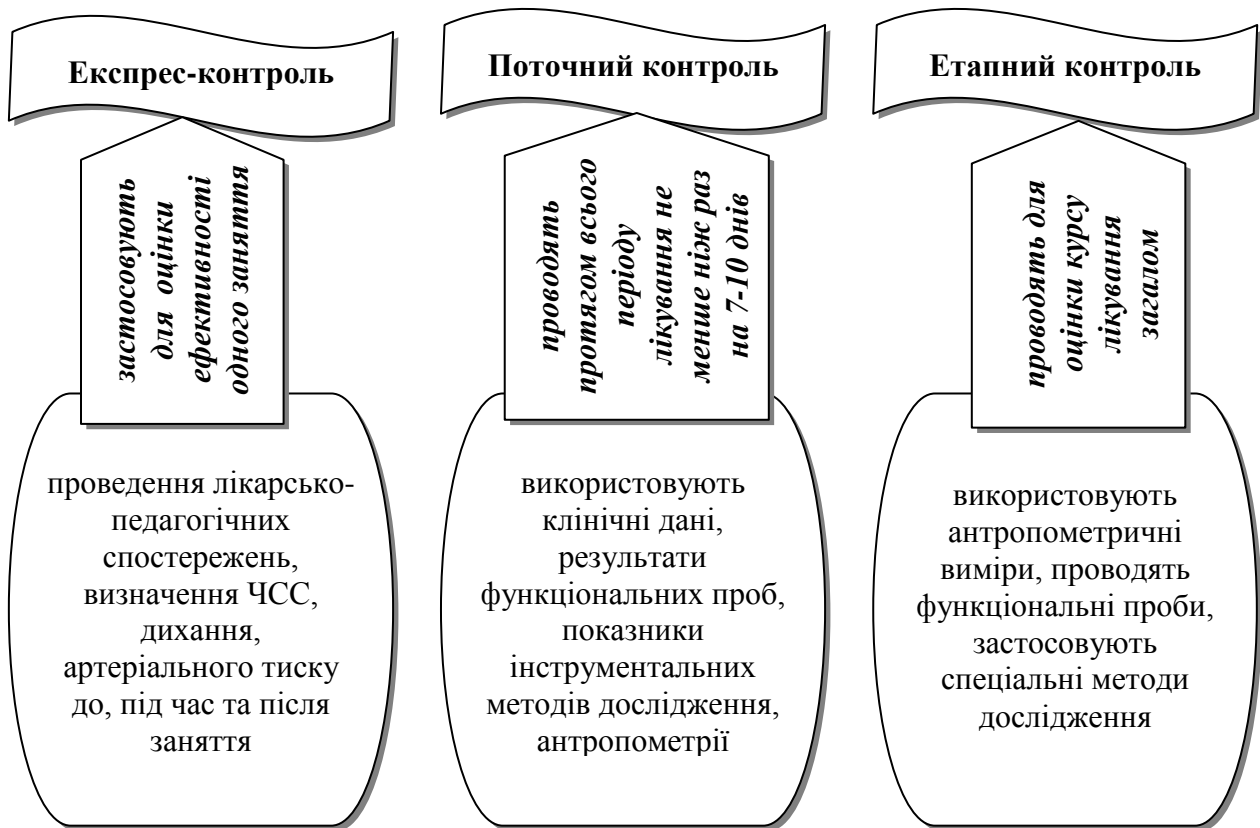 Експрес-контроль
застосовують
для оцінки
ефективності
одного заняття
проведення лікарсько-
педагогічних
спостережень,
визначення ЧСС,
дихання,
артеріального тиску
до, під час та після
заняття
Поточний контроль
проводять
протягом всього
періоду
лікування не
менше ніж раз
на 7-10 днів
використовують
клінічні дані,
результати
функціональних проб,
показники
інструментальних
методів дослідження,
антропометрії
Етапний контроль
проводять для
оцінки курсу
лікування
загалом
використовують
антропометричні
виміри, проводять
функціональні проби,
застосовують
спеціальні методи
дослідження